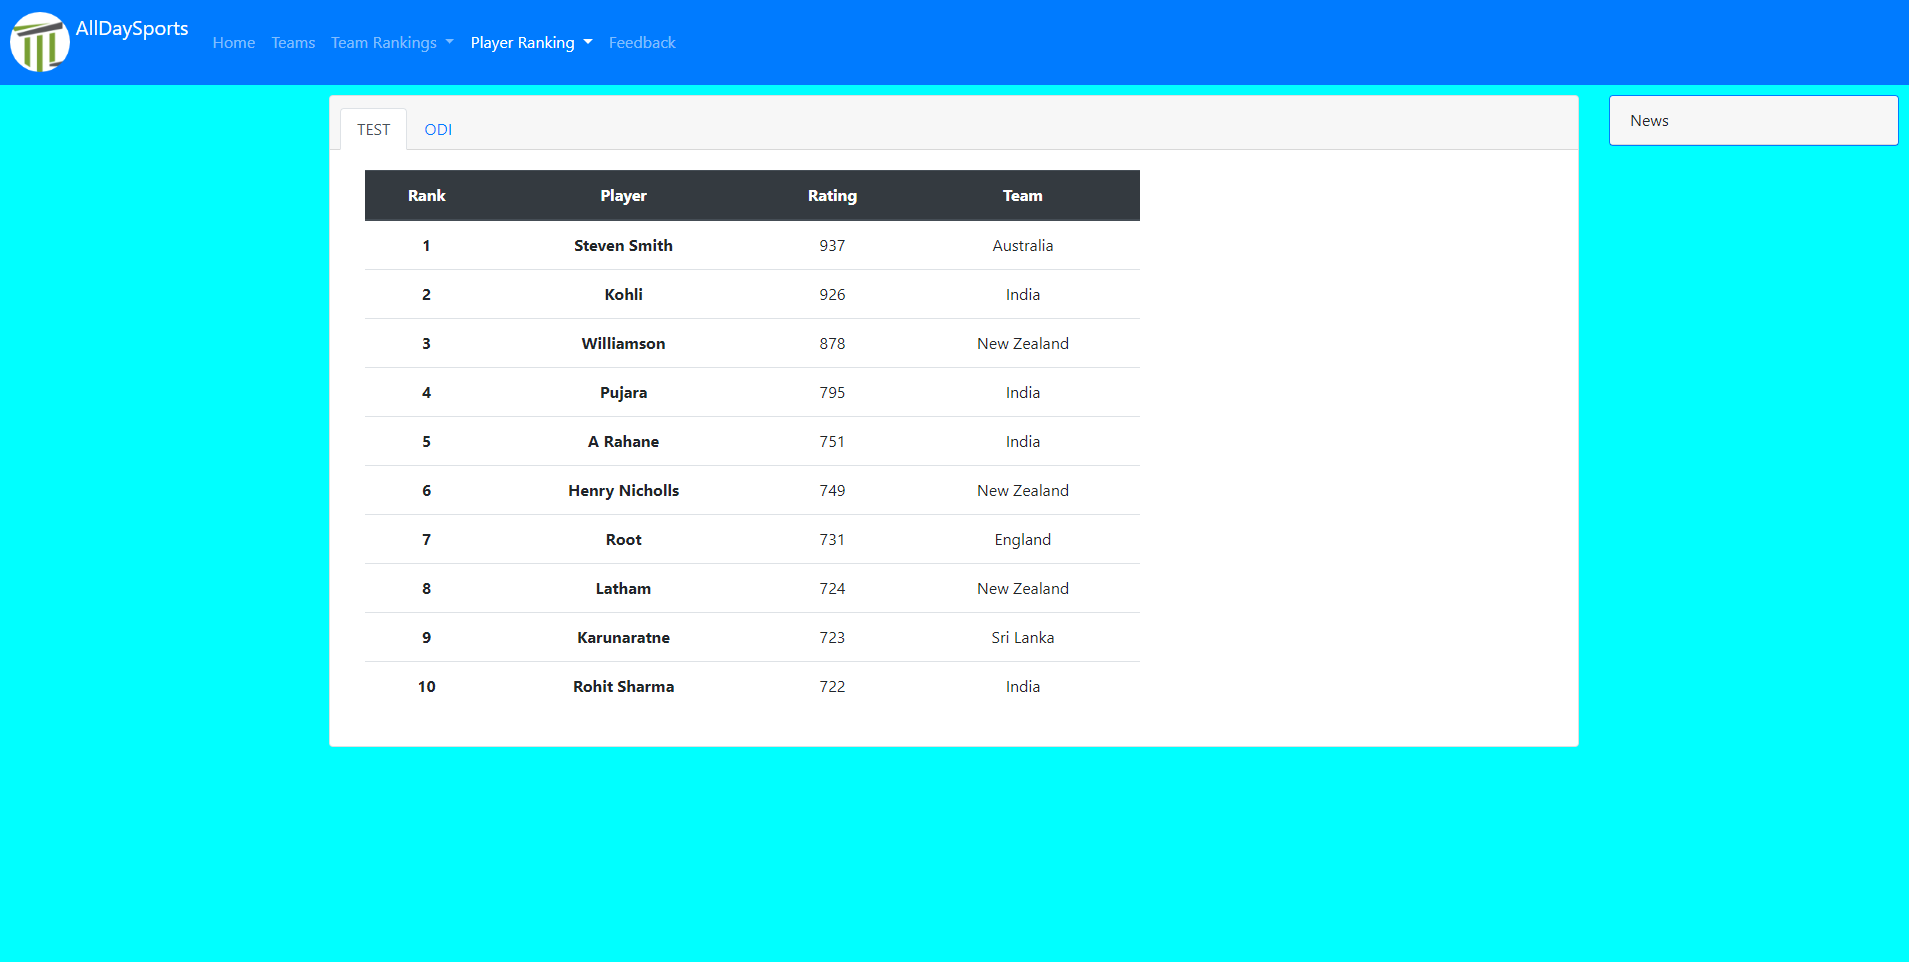 AllDaySports
Home Teams Team Rankings Player Ranking Feedback
TEST ODI
News
Rank Player Rating Team
1 Steven Smith 937 Australia
2 Kohli 926 India
3 Williamson 878 New Zealand
4 Pujara 795 India
5 A Rahane 751 India
6 Henry Nicholls 749 New Zealand
7 Root 731 England
8 Latham 724 New Zealand
9 Karunaratne 723 Sri Lanka
10 Rohit Sharma 722 India